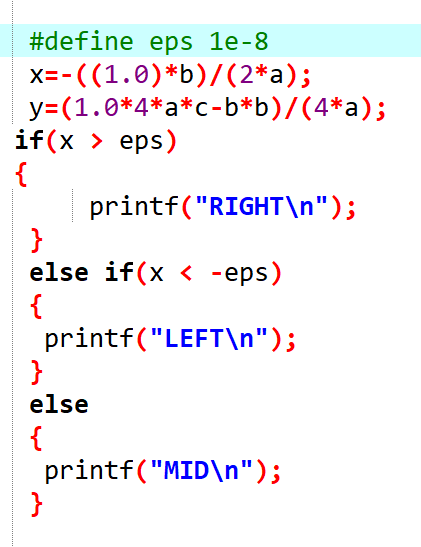 #define eps 1e-8
x=-((1.0)*b)/(2*a);
y=(1.0*4*a*c-b*b)/(4*a);
if(x > eps)
{
printf("RIGHT\n");
}
else if(x < -eps)
{
printf("LEFT\n");
}
else
{
printf("MID\n");
}